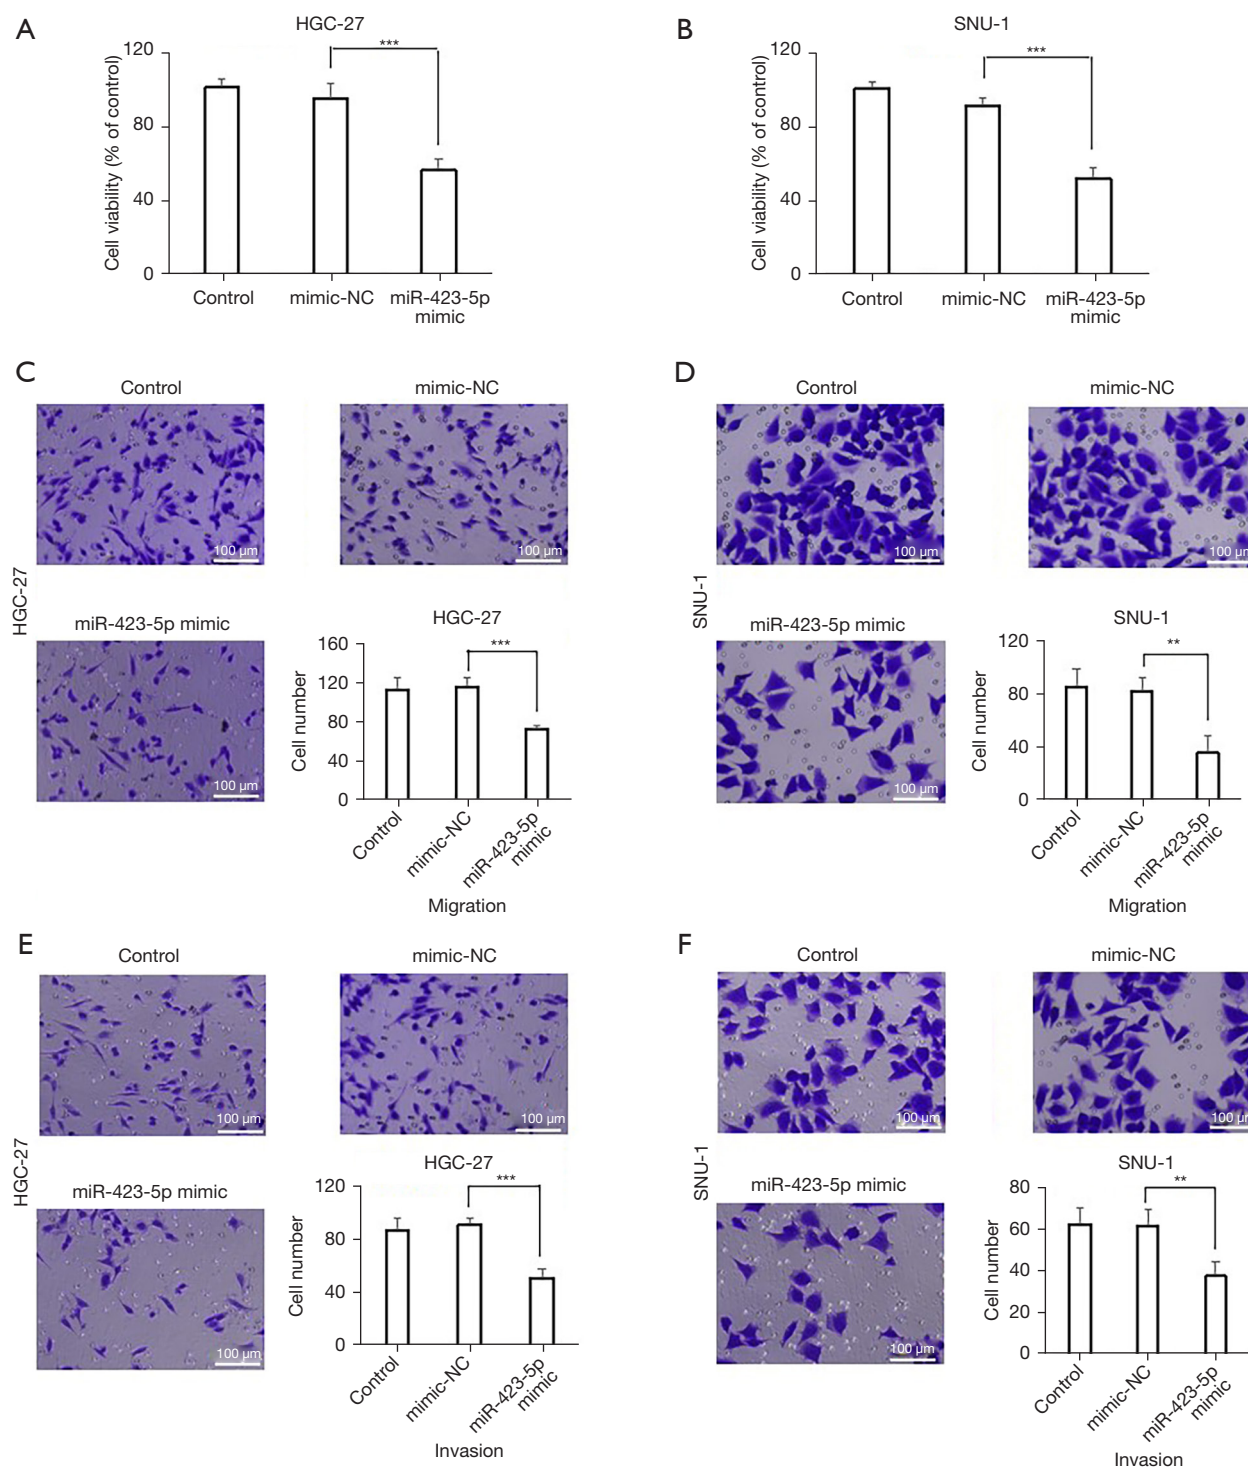 A
HGC-27
Cell viability (% of control)
120
80
40
0
***
Control
mimic-NC
miR-423-5p
mimic
B
SNU-1
Cell viability (% of control)
120
80
40
0
***
Control
mimic-NC
miR-423-5p
mimic
C
HGC-27
Control
100 μm
mimic-NC
100 μm
miR-423-5p mimic
100 μm
HGC-27
Cell number
160
120
80
40
0
***
Control
mimic-NC
miR-423-5p
mimic
Migration
D
SNU-1
Control
100 μm
mimic-NC
100 μm
miR-423-5p mimic
100 μm
SNU-1
Cell number
120
80
40
0
**
Control
mimic-NC
miR-423-5p
mimic
Migration
E
HGC-27
Control
100 μm
mimic-NC
100 μm
miR-423-5p mimic
100 μm
HGC-27
Cell number
120
80
40
0
***
Control
mimic-NC
miR-423-5p
mimic
Invasion
F
SNU-1
Control
100 μm
mimic-NC
100 μm
miR-423-5p mimic
100 μm
SNU-1
Cell number
80
60
40
20
0
**
Control
mimic-NC
miR-423-5p
mimic
Invasion